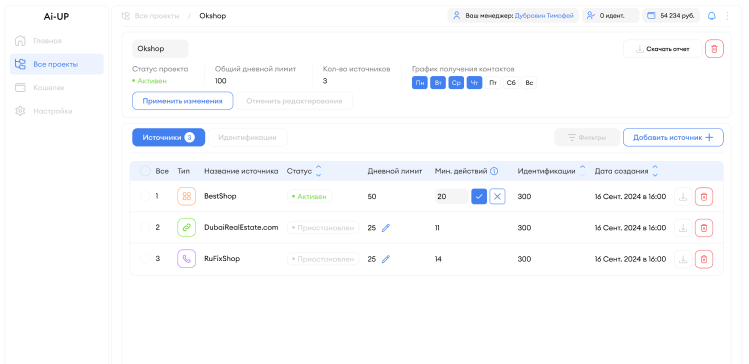 Ai-UP
Все проекты / Okshop
Ваш менеджер: Дубровин Тимофей
0 идент.
54 234 руб.
Главная
Все проекты
Кошелек
Настройки
Okshop
Скачать отчет
Статус проекта Общий дневной лимит Кол-во источников График получения контактов
• Активен 100 3 Пн Вт Ср Чт Пт Сб Вс
Применить изменения Отменить редактирование
Источники 3 Идентификации Фильтры Добавить источник +
Все Тип Название источника Статус Дневной лимит Мин. действий Идентификации Дата создания
1 BestShop • Активен 50 20 300 16 Сент. 2024 в 16:00
2 DubaiRealEstate.com • Приостановлен 25 11 300 16 Сент. 2024 в 16:00
3 RuFixShop • Приостановлен 25 14 300 16 Сент. 2024 в 16:00